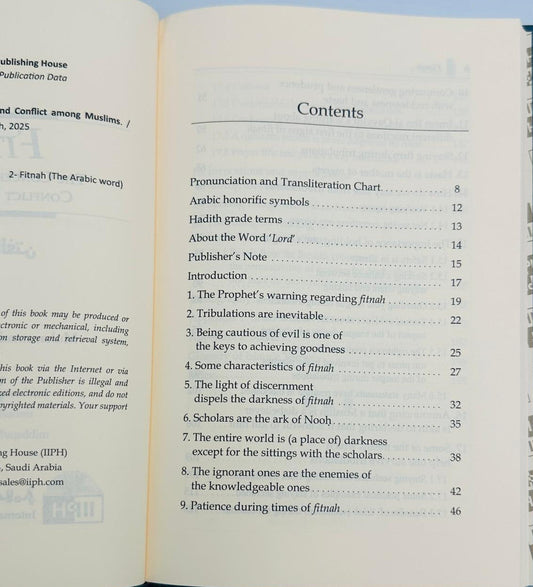 ublishing House
Publication Data
nd Conflict among Muslims. /
h, 2025
2- Fitnah (The Arabic word)
of this book may be produced or
ctronic or mechanical, including
on storage and retrieval system,
his book via the Internet or via
n of the Publisher is illegal and
ed electronic editions, and do not
pyrighted materials. Your support
ng House (IIPH)
, Saudi Arabia
sales@iiph.com
Contents
Pronunciation and Transliteration Chart. 8
Arabic honorific symbols 12
Hadith grade terms 13
About the Word ‘Lord’ 14
Publisher's Note 15
Introduction 17
1. The Prophet's warning regarding fitnah 19
2. Tribulations are inevitable 22
3. Being cautious of evil is one of
the keys to achieving goodness 25
4. Some characteristics of fitnah 27
5. The light of discernment
dispels the darkness of fitnah 32
6. Scholars are the ark of Nooh 35
7. The entire world is (a place of) darkness
except for the sittings with the scholars. 38
8. The ignorant ones are the enemies of
the knowledgeable ones 42
9. Patience during times of fitnah 46